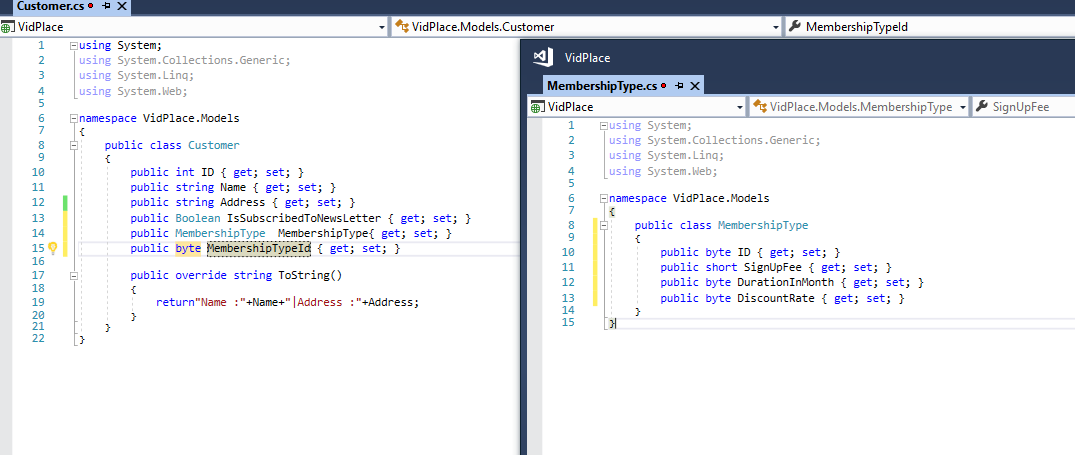 Customer.cs
VidPlace
VidPlace.Models.Customer
MembershipTypeId
1 using System;
2 using System.Collections.Generic;
3 using System.Linq;
4 using System.Web;
5
6 namespace VidPlace.Models
7 {
8 public class Customer
9 {
10 public int ID { get; set; }
11 public string Name { get; set; }
12 public string Address { get; set; }
13 public Boolean IsSubscribedToNewsLetter { get; set; }
14 public MembershipType  MembershipType{ get; set; }
15 public byte MembershipTypeId { get; set; }
16
17 public override string ToString()
18 {
19 return"Name :"+Name+"|Address :"+Address;
20 }
21 }
22 }
VidPlace
MembershipType.cs
VidPlace
VidPlace.Models.MembershipType
SignUpFee
1 using System;
2 using System.Collections.Generic;
3 using System.Linq;
4 using System.Web;
5
6 namespace VidPlace.Models
7 {
8 public class MembershipType
9 {
10 public byte ID { get; set; }
11 public short SignUpFee { get; set; }
12 public byte DurationInMonth { get; set; }
13 public byte DiscountRate { get; set; }
14 }
15 }